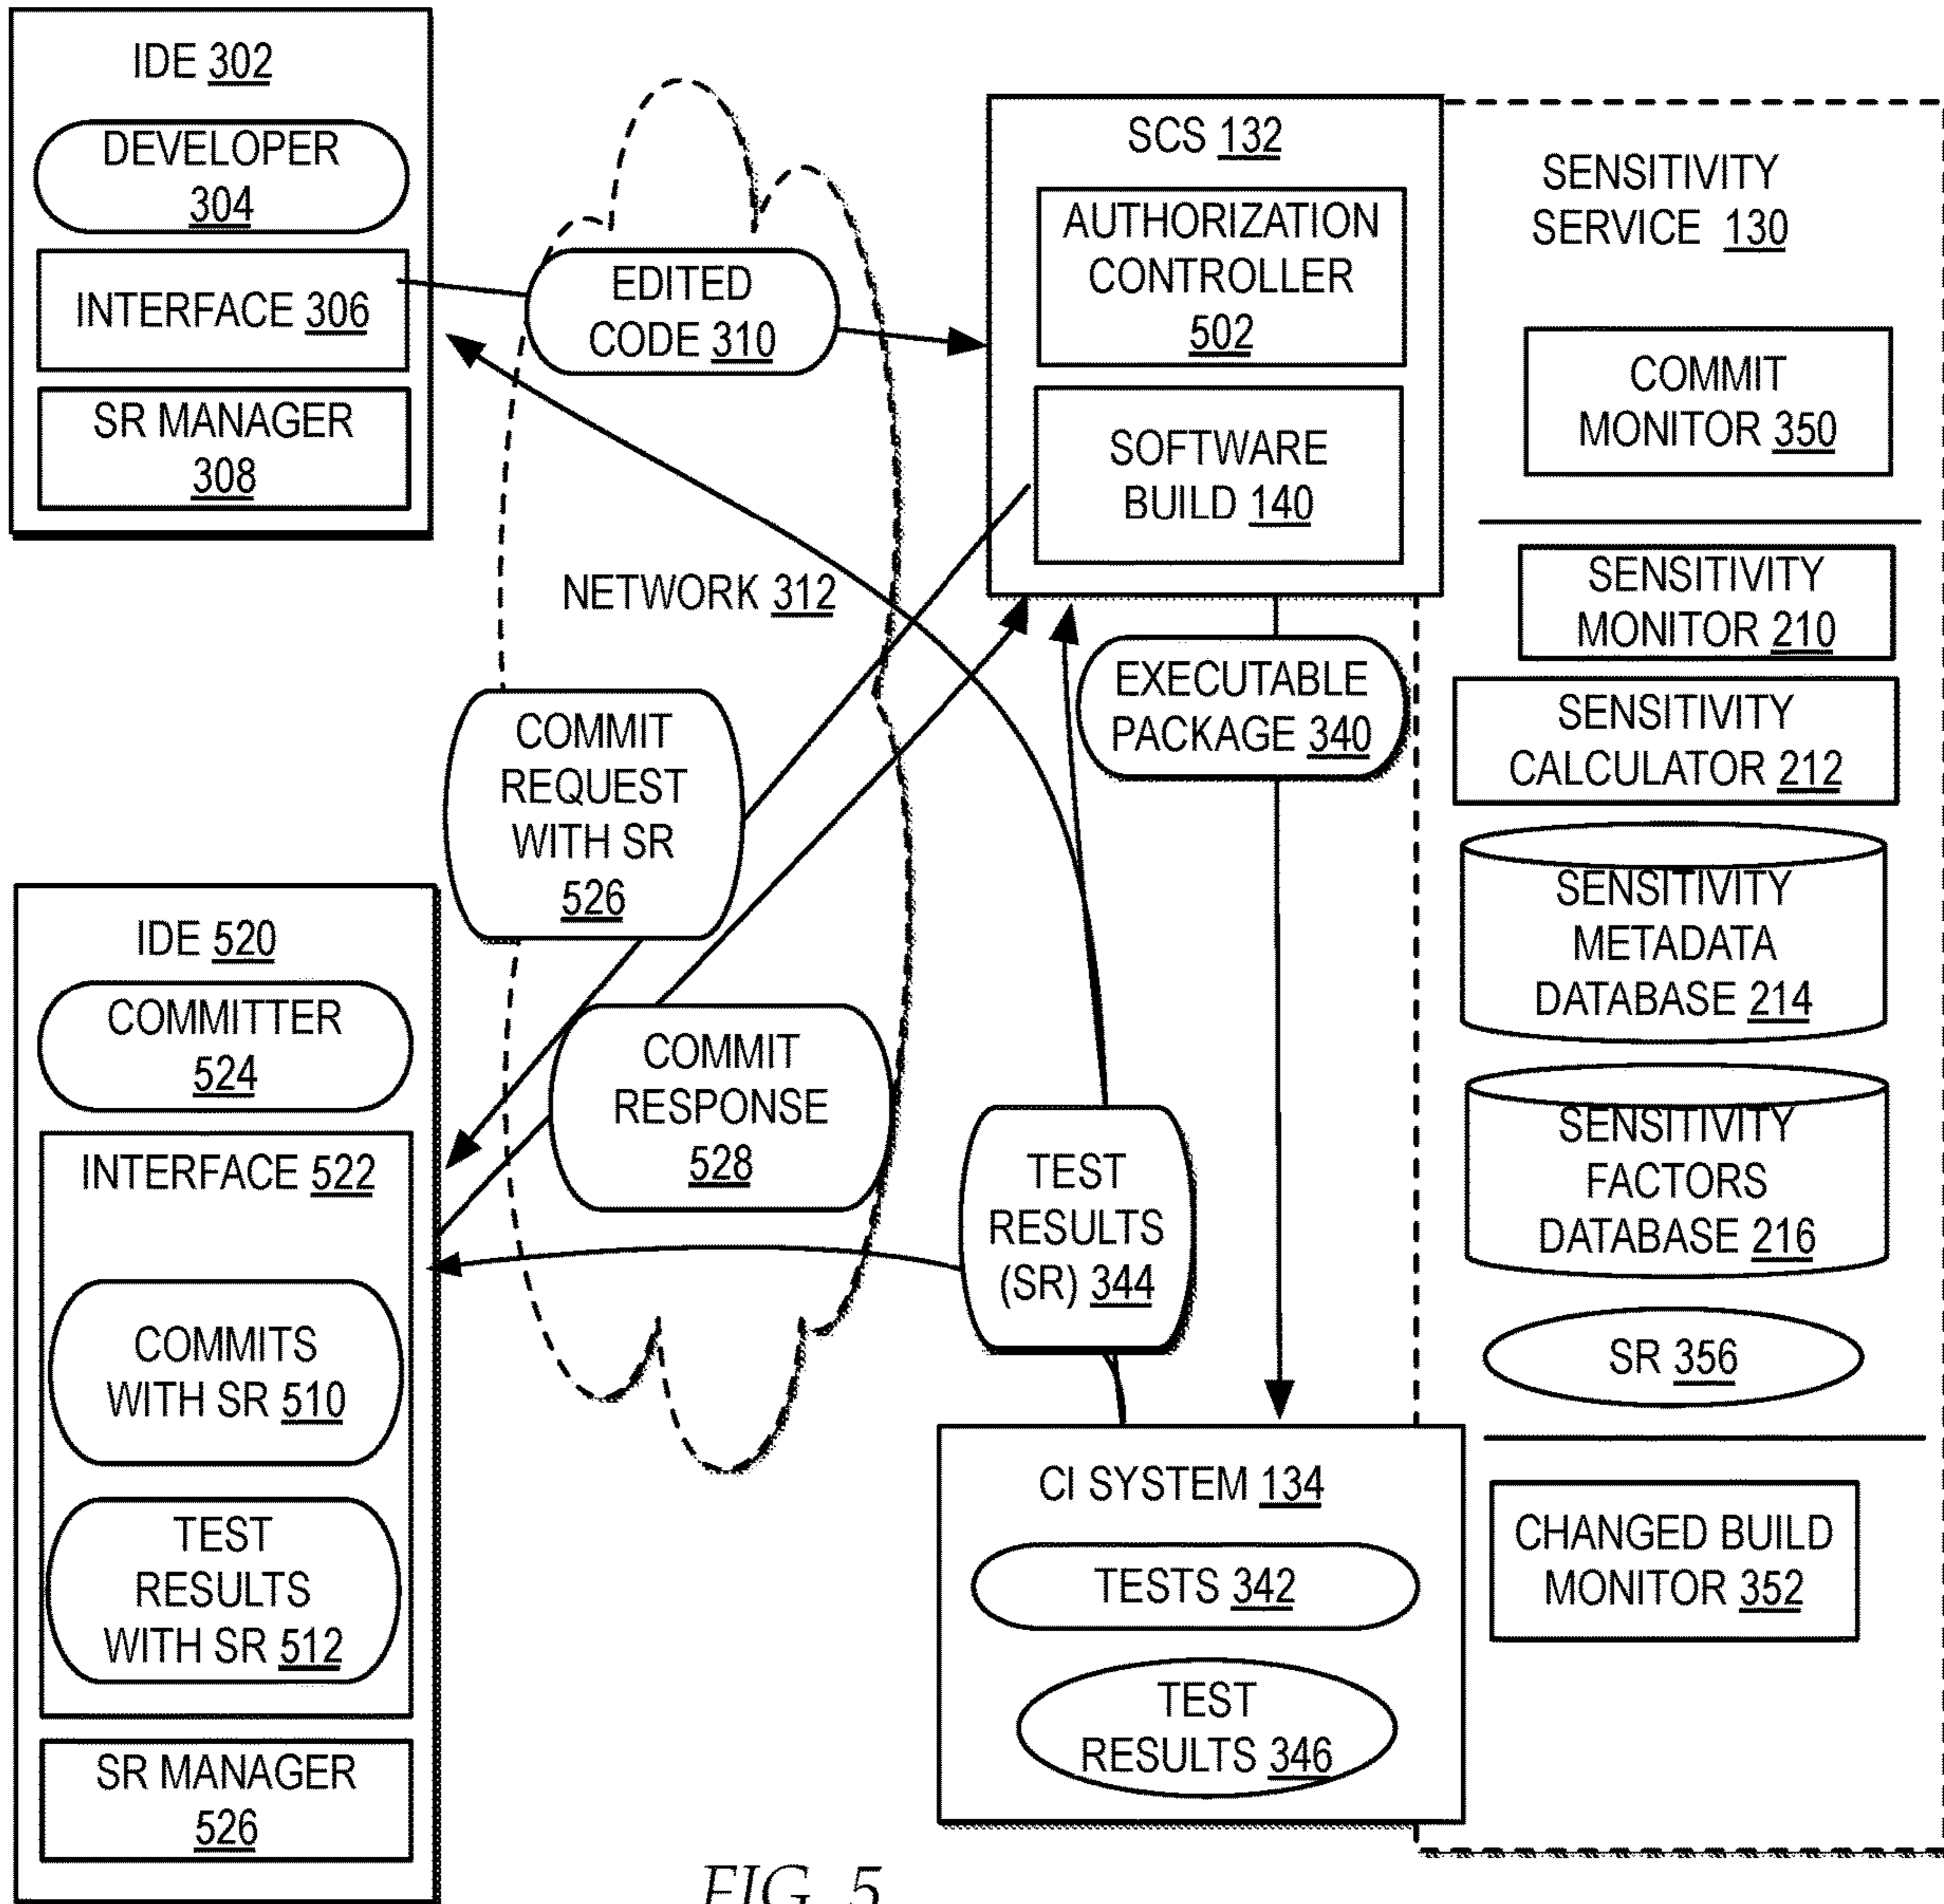 IDE 302
DEVELOPER
304
INTERFACE 306
SR MANAGER
308
EDITED
CODE 310
NETWORK 312
SCS 132
AUTHORIZATION
CONTROLLER
502
SOFTWARE
BUILD 140
EXECUTABLE
PACKAGE 340
SENSITIVITY
SERVICE 130
COMMIT
MONITOR 350
SENSITIVITY
MONITOR 210
SENSITIVITY
CALCULATOR 212
SENSITIVITY
METADATA
DATABASE 214
SENSITIVITY
FACTORS
DATABASE 216
SR 356
CHANGED BUILD
MONITOR 352
COMMIT
REQUEST
WITH SR
526
COMMIT
RESPONSE
528
TEST
RESULTS
(SR) 344
IDE 520
COMMITTER
524
INTERFACE 522
COMMITS
WITH SR 510
TEST
RESULTS
WITH SR 512
SR MANAGER
526
CI SYSTEM 134
TESTS 342
TEST
RESULTS 346
FIG. 5